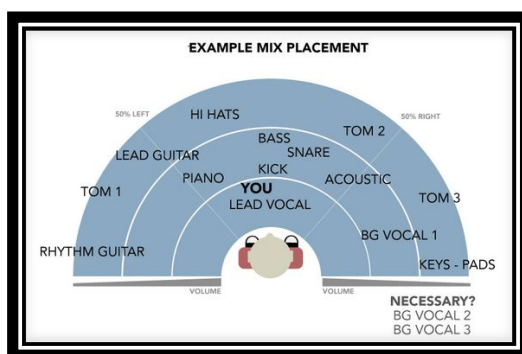 EXAMPLE MIX PLACEMENT
50% LEFT
50% RIGHT
HI HATS
TOM 2
BASS
SNARE
LEAD GUITAR
KICK
PIANO
ACOUSTIC
TOM 1
YOU
TOM 3
LEAD VOCAL
BG VOCAL 1
RHYTHM GUITAR
KEYS - PADS
VOLUME
VOLUME
NECESSARY?
BG VOCAL 2
BG VOCAL 3